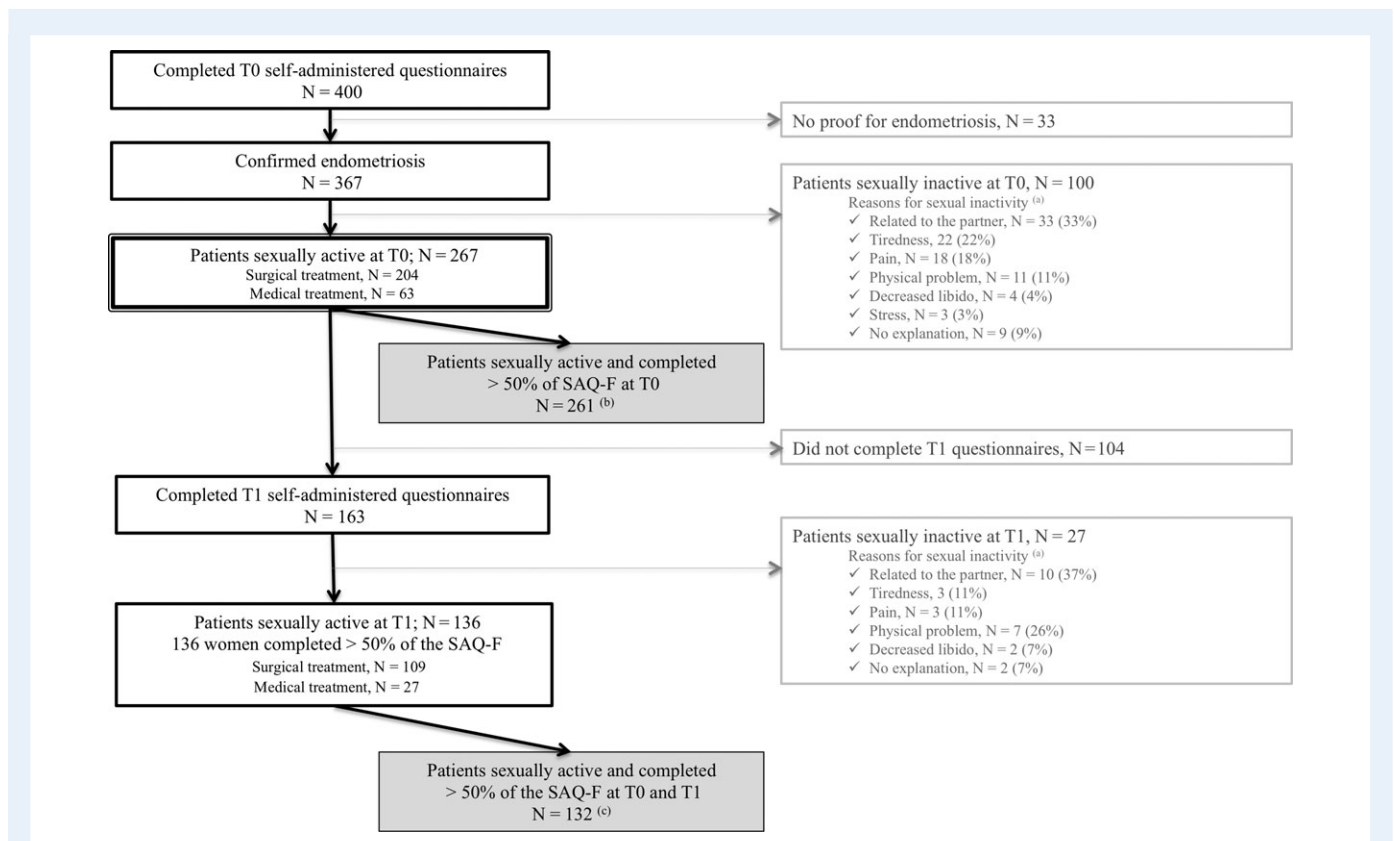 Completed T0 self-administered questionnaires
N = 400
No proof for endometriosis, N = 33
Confirmed endometriosis
N = 367
Patients sexually inactive at T0, N = 100
Reasons for sexual inactivity (a)
✓ Related to the partner, N = 33 (33%)
✓ Tiredness, 22 (22%)
✓ Pain, N = 18 (18%)
✓ Physical problem, N = 11 (11%)
✓ Decreased libido, N = 4 (4%)
✓ Stress, N = 3 (3%)
✓ No explanation, N = 9 (9%)
Patients sexually active at T0; N = 267
Surgical treatment, N = 204
Medical treatment, N = 63
Patients sexually active and completed
> 50% of SAQ-F at T0
N = 261 (b)
Did not complete T1 questionnaires, N = 104
Completed T1 self-administered questionnaires
N = 163
Patients sexually inactive at T1, N = 27
Reasons for sexual inactivity (a)
✓ Related to the partner, N = 10 (37%)
✓ Tiredness, 3 (11%)
✓ Pain, N = 3 (11%)
✓ Physical problem, N = 7 (26%)
✓ Decreased libido, N = 2 (7%)
✓ No explanation, N = 2 (7%)
Patients sexually active at T1; N = 136
136 women completed > 50% of the SAQ-F
Surgical treatment, N = 109
Medical treatment, N = 27
Patients sexually active and completed
> 50% of the SAQ-F at T0 and T1
N = 132 (c)